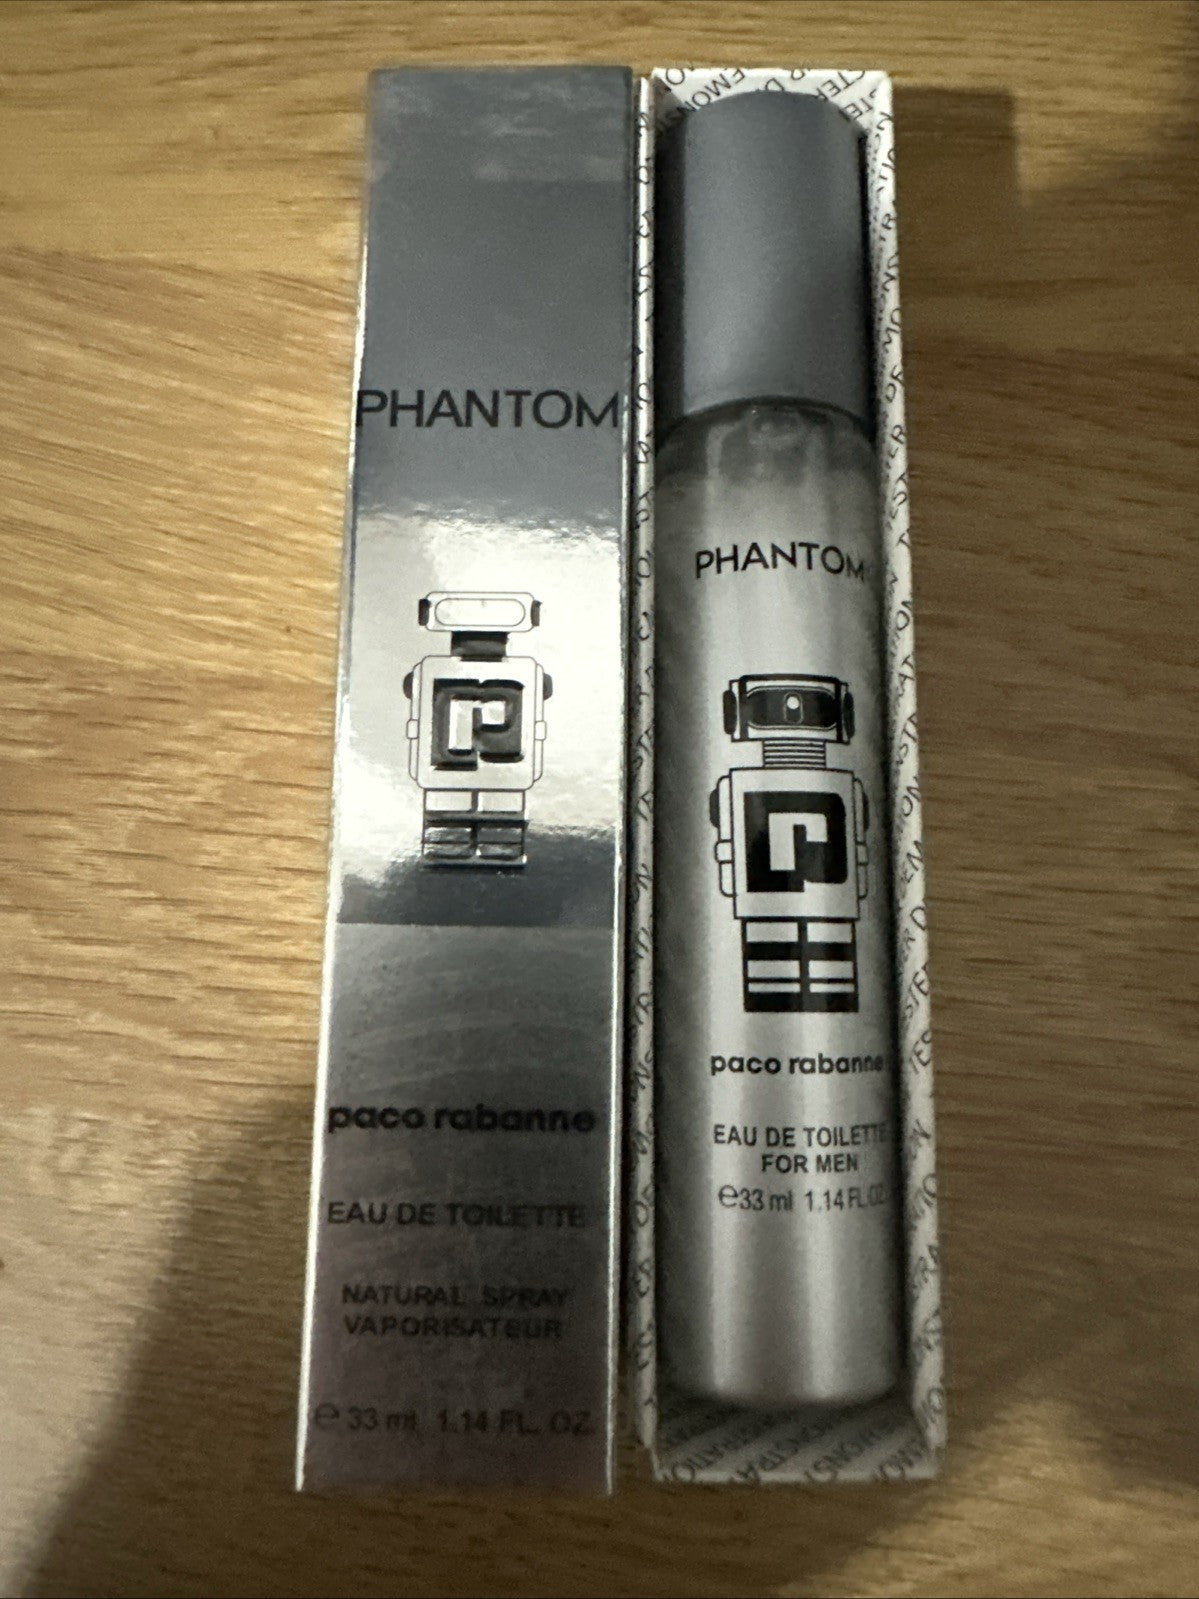 PHANTOM
paco rabanne
EAU DE TOILETTE
NATURAL SPRAY
VAPORISATEUR
e 33 ml 1.14 FL. OZ
PHANTOM
paco rabanne
EAU DE TOILETTE
FOR MEN
e33 ml 1.14 FL.OZ